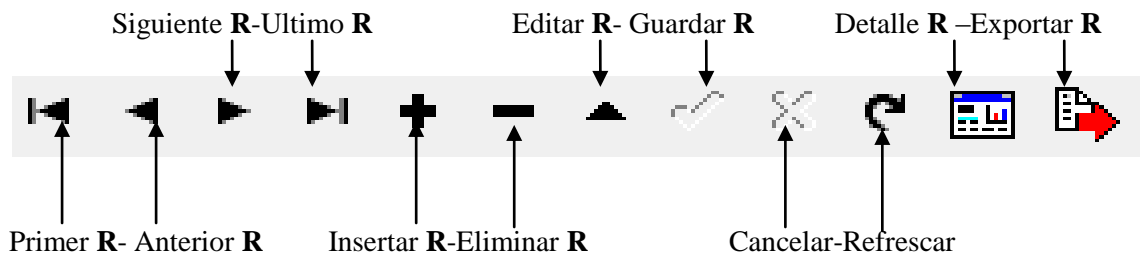 Siguiente R-Ultimo R Editar R- Guardar R Detalle R –Exportar R
Primer R- Anterior R Insertar R-Eliminar R Cancelar-Refrescar